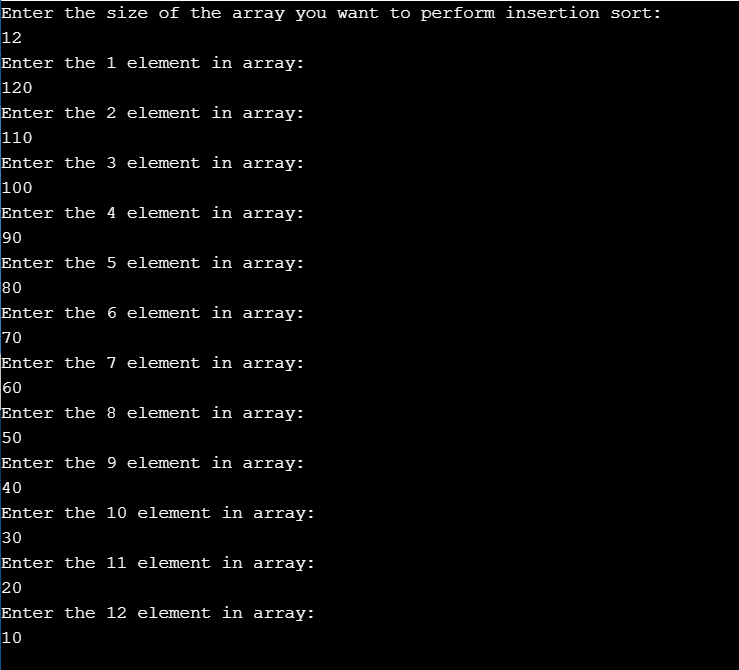 Enter the size of the array you want to perform insertion sort:
12
Enter the 1 element in array:
120
Enter the 2 element in array:
110
Enter the 3 element in array:
100
Enter the 4 element in array:
90
Enter the 5 element in array:
80
Enter the 6 element in array:
70
Enter the 7 element in array:
60
Enter the 8 element in array:
50
Enter the 9 element in array:
40
Enter the 10 element in array:
30
Enter the 11 element in array:
20
Enter the 12 element in array:
10